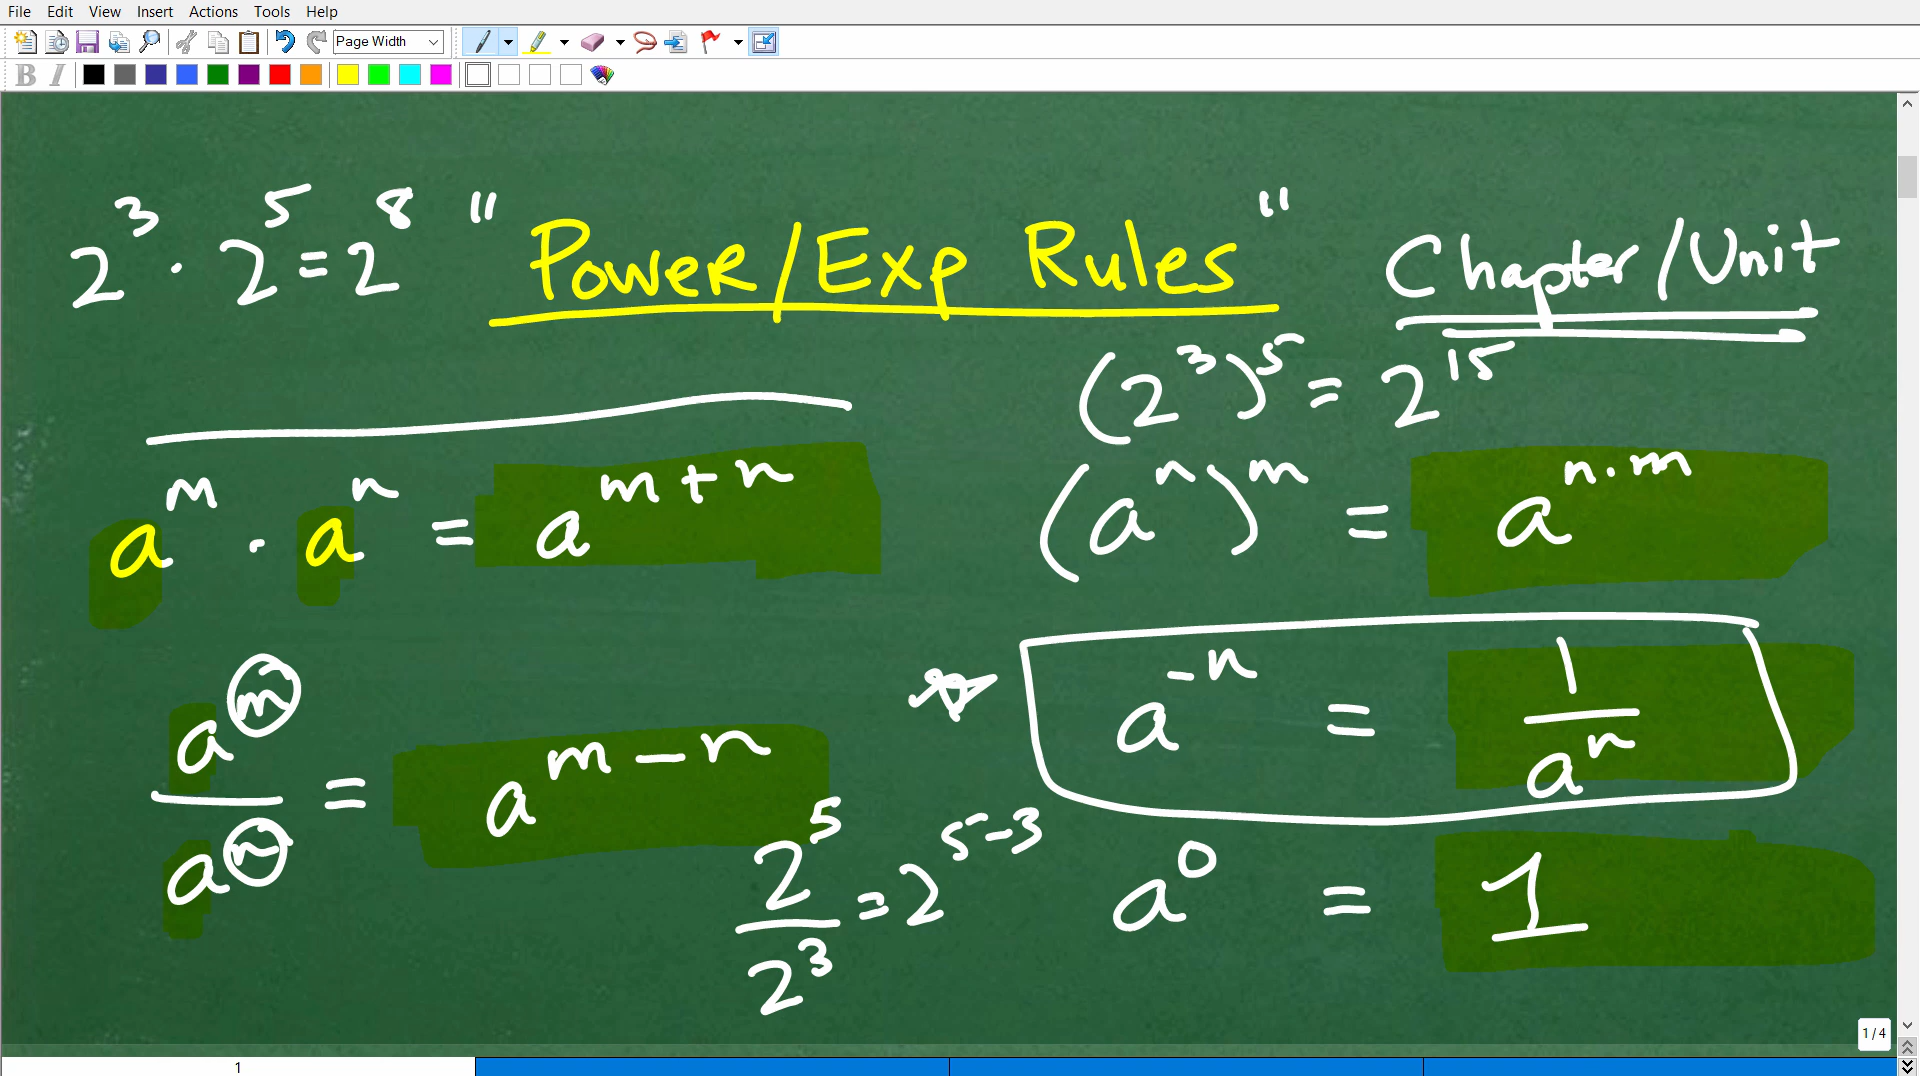 File Edit View Insert Actions Tools Help
Page Width
B I
2³ · 2⁵ = 2⁸ " Power/Exp Rules " Chapter/Unit
(2³)⁵ = 2¹⁵
aᵐ · aⁿ = aᵐ⁺ⁿ
(aⁿ)ᵐ = aⁿ·ᵐ
aᵐ/aⁿ = aᵐ⁻ⁿ
a⁻ⁿ = 1/aⁿ
2⁵/2³ = 2⁵⁻³
a⁰ = 1
1 / 4
1